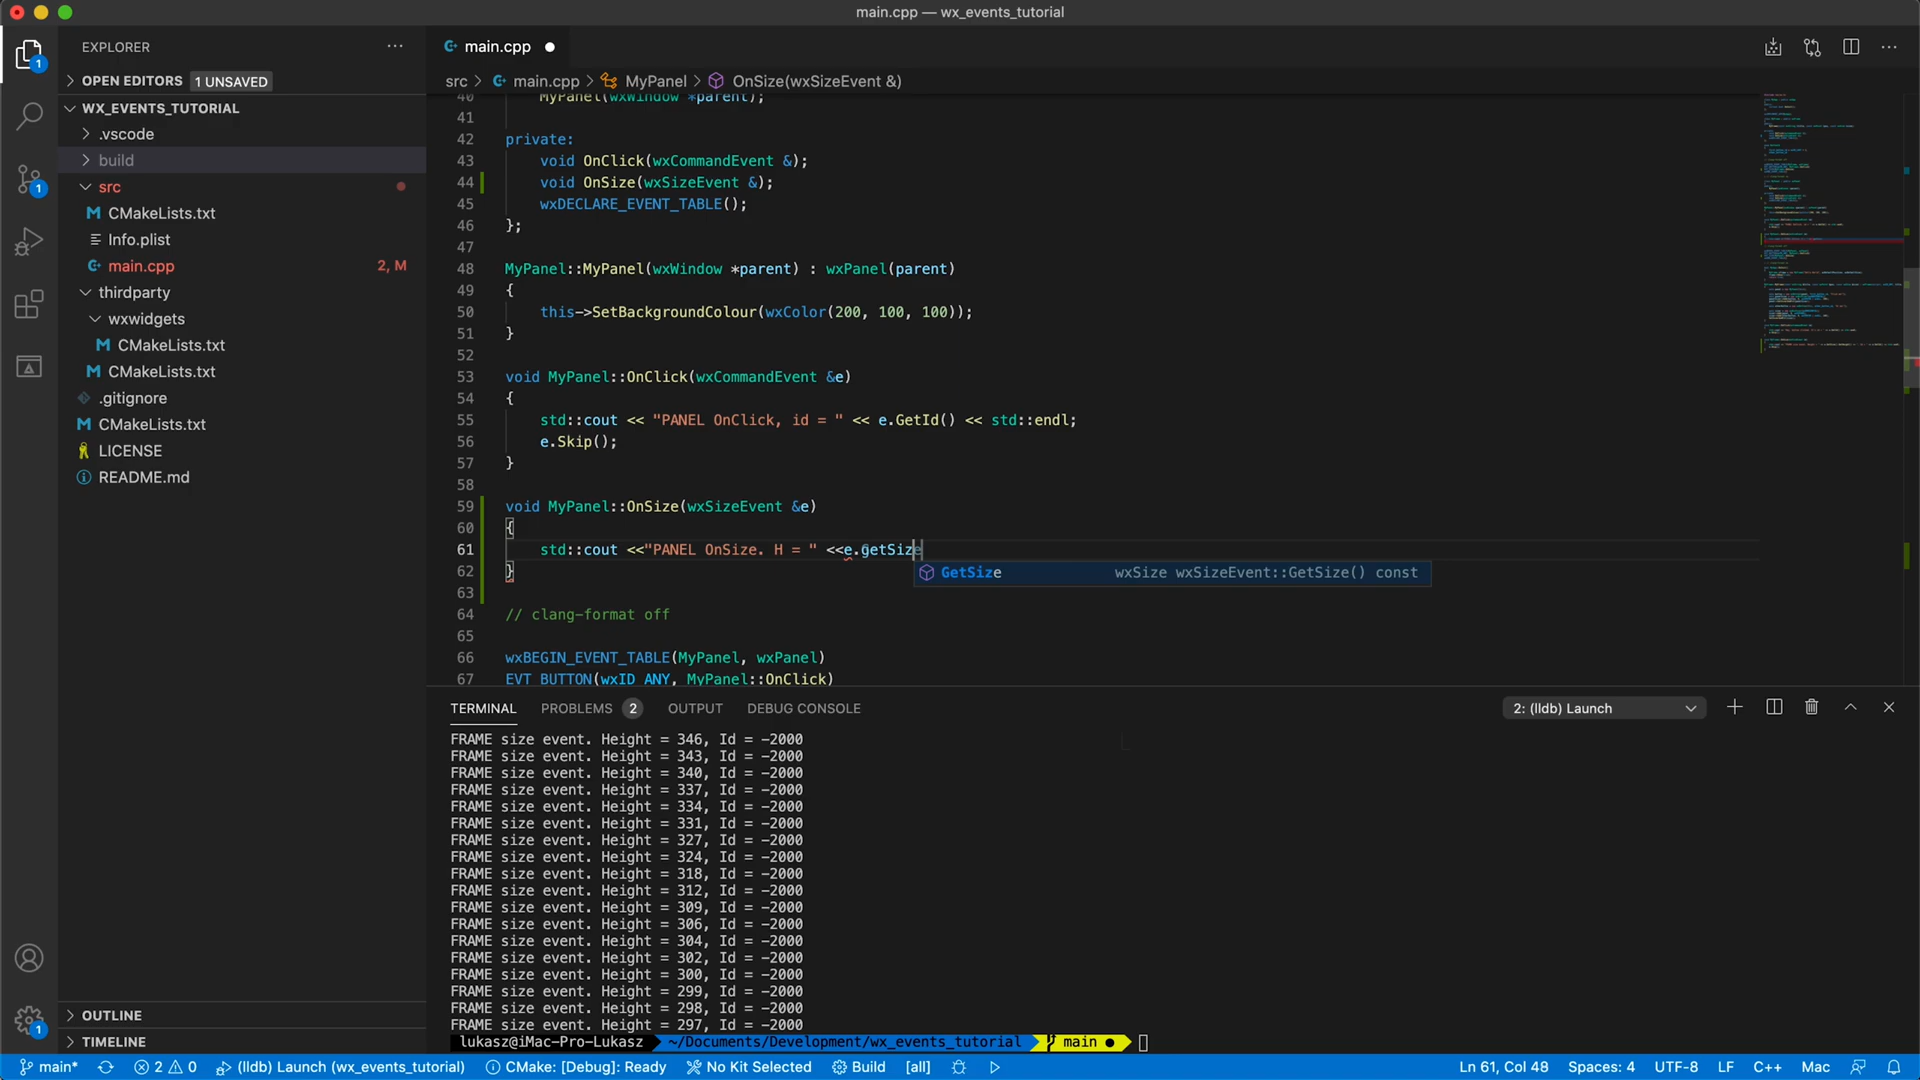 main.cpp — wx_events_tutorial
EXPLORER
OPEN EDITORS 1 UNSAVED
WX_EVENTS_TUTORIAL
.vscode
build
src
CMakeLists.txt
Info.plist
main.cpp 2, M
thirdparty
wxwidgets
CMakeLists.txt
CMakeLists.txt
.gitignore
CMakeLists.txt
LICENSE
README.md
OUTLINE
TIMELINE
1
1
1
main.cpp
src > main.cpp > MyPanel > OnSize(wxSizeEvent &)
40 MyPanel(wxWindow *parent);
41
42 private:
43 void OnClick(wxCommandEvent &);
44 void OnSize(wxSizeEvent &);
45 wxDECLARE_EVENT_TABLE();
46 };
47
48 MyPanel::MyPanel(wxWindow *parent) : wxPanel(parent)
49 {
50 this->SetBackgroundColour(wxColor(200, 100, 100));
51 }
52
53 void MyPanel::OnClick(wxCommandEvent &e)
54 {
55 std::cout << "PANEL OnClick, id = " << e.GetId() << std::endl;
56 e.Skip();
57 }
58
59 void MyPanel::OnSize(wxSizeEvent &e)
60 {
61 std::cout <<"PANEL OnSize. H = " <<e.getSize
GetSize wxSize wxSizeEvent::GetSize() const
62 }
63
64 // clang-format off
65
66 wxBEGIN_EVENT_TABLE(MyPanel, wxPanel)
67 EVT_BUTTON(wxID_ANY, MyPanel::OnClick)
TERMINAL PROBLEMS 2 OUTPUT DEBUG CONSOLE 2: (lldb) Launch
FRAME size event. Height = 346, Id = -2000
FRAME size event. Height = 343, Id = -2000
FRAME size event. Height = 340, Id = -2000
FRAME size event. Height = 337, Id = -2000
FRAME size event. Height = 334, Id = -2000
FRAME size event. Height = 331, Id = -2000
FRAME size event. Height = 327, Id = -2000
FRAME size event. Height = 324, Id = -2000
FRAME size event. Height = 318, Id = -2000
FRAME size event. Height = 312, Id = -2000
FRAME size event. Height = 309, Id = -2000
FRAME size event. Height = 306, Id = -2000
FRAME size event. Height = 304, Id = -2000
FRAME size event. Height = 302, Id = -2000
FRAME size event. Height = 300, Id = -2000
FRAME size event. Height = 299, Id = -2000
FRAME size event. Height = 298, Id = -2000
FRAME size event. Height = 297, Id = -2000
lukasz@iMac-Pro-Lukasz ~/Documents/Development/wx_events_tutorial main ●
main* 2 0 (lldb) Launch (wx_events_tutorial) CMake: [Debug]: Ready No Kit Selected Build [all] Ln 61, Col 48 Spaces: 4 UTF-8 LF C++ Mac